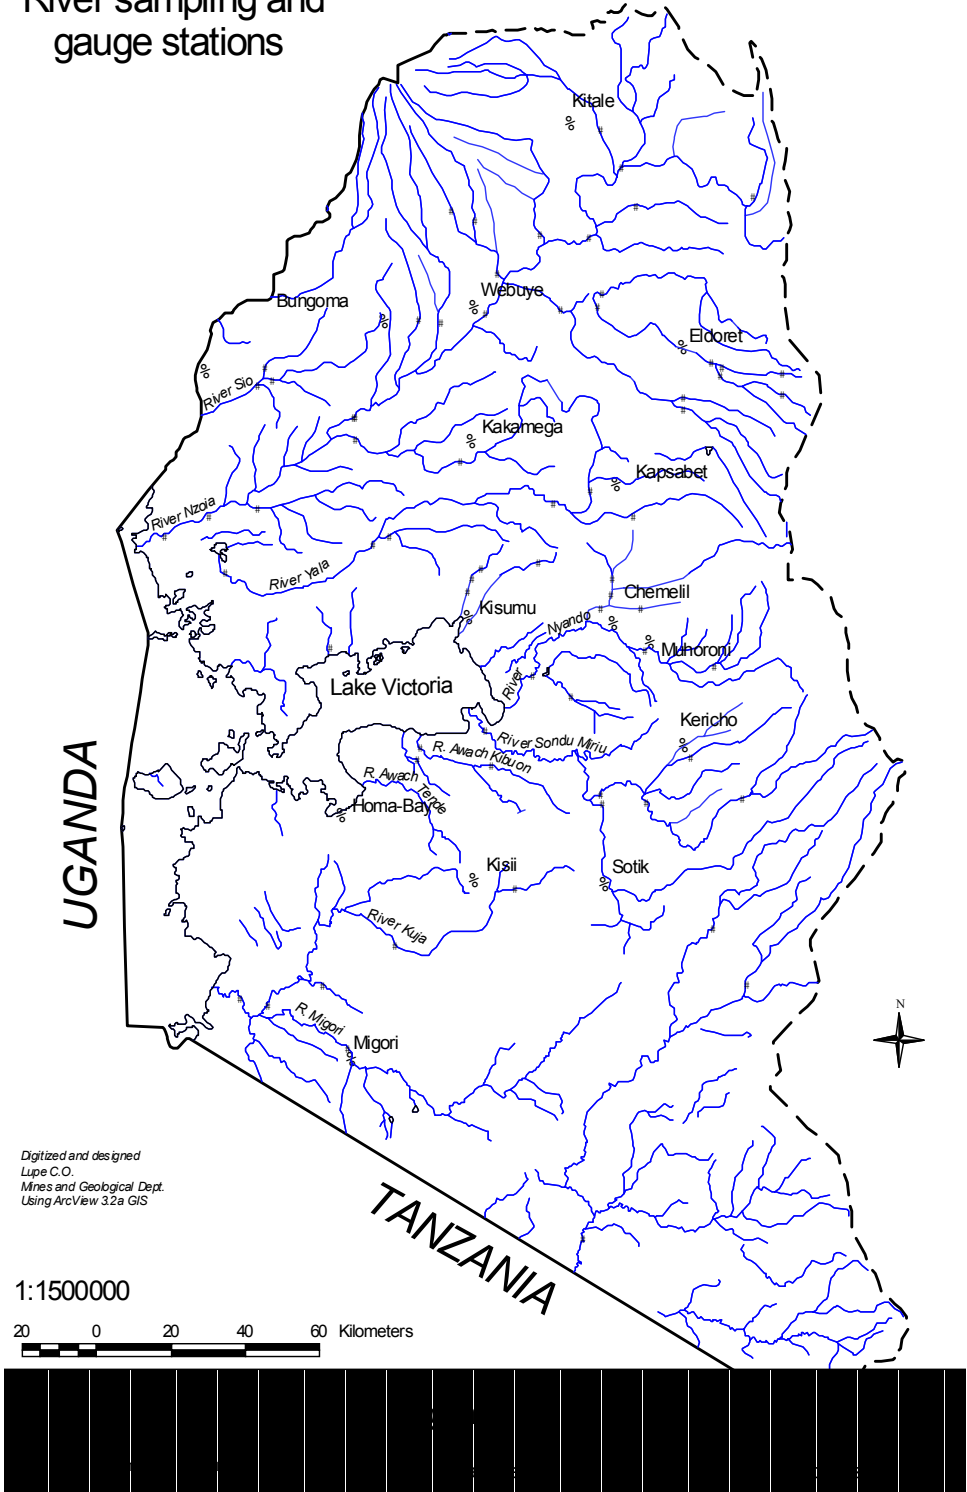 River sampling and
gauge stations
Kitale
Bungoma
Webuye
Eldoret
River Sio
Kakamega
Kapsabet
River Nzoia
River Yala
Chemelil
Kisumu
Nyando
Muhoroni
River
Lake Victoria
Kericho
River Sondu Miriu
R. Awach Kibuon
R. Awach
Tende
Homa-Bay
UGANDA
Kisii
Sotik
River Kuja
N
R. Migori
Migori
Digitized and designed
Lupe C.O.
Mines and Geological Dept.
Using ArcView 3.2a GIS
TANZANIA
1:1500000
20 0 20 40 60 Kilometers